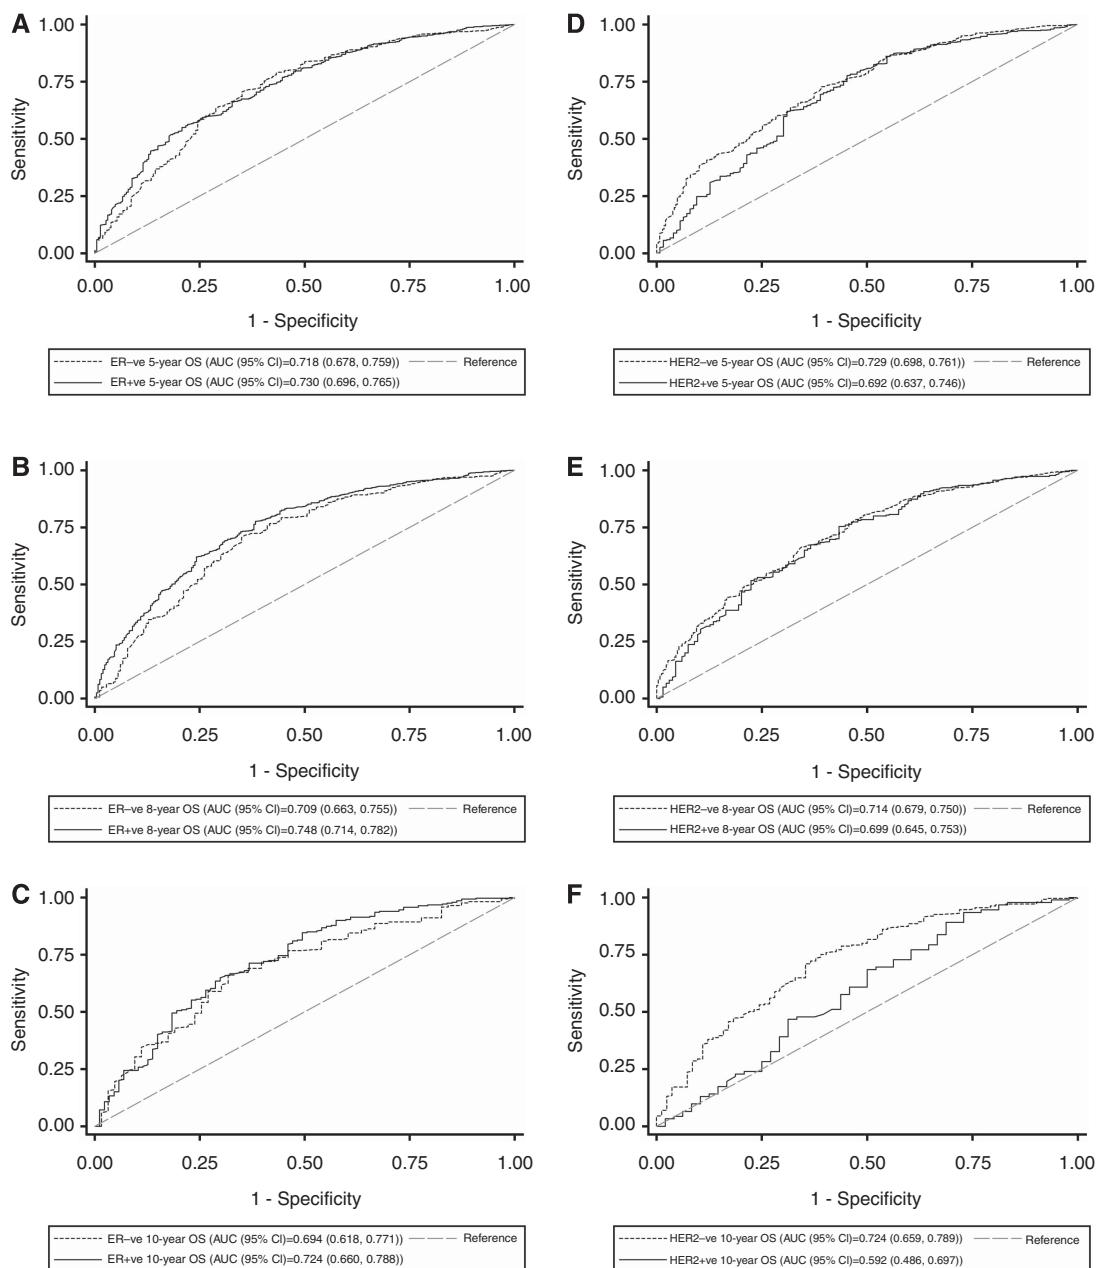 A
1.00
0.75
0.50
0.25
0.00
Sensitivity
0.00 0.25 0.50 0.75 1.00
1 - Specificity
ER–ve 5-year OS (AUC (95% CI)=0.718 (0.678, 0.759)) Reference
ER+ve 5-year OS (AUC (95% CI)=0.730 (0.696, 0.765))
D
1.00
0.75
0.50
0.25
0.00
Sensitivity
0.00 0.25 0.50 0.75 1.00
1 - Specificity
HER2–ve 5-year OS (AUC (95% CI)=0.729 (0.698, 0.761)) Reference
HER2+ve 5-year OS (AUC (95% CI)=0.692 (0.637, 0.746))
B
1.00
0.75
0.50
0.25
0.00
Sensitivity
0.00 0.25 0.50 0.75 1.00
1 - Specificity
ER–ve 8-year OS (AUC (95% CI)=0.709 (0.663, 0.755)) Reference
ER+ve 8-year OS (AUC (95% CI)=0.748 (0.714, 0.782))
E
1.00
0.75
0.50
0.25
0.00
Sensitivity
0.00 0.25 0.50 0.75 1.00
1 - Specificity
HER2–ve 8-year OS (AUC (95% CI)=0.714 (0.679, 0.750)) Reference
HER2+ve 8-year OS (AUC (95% CI)=0.699 (0.645, 0.753))
C
1.00
0.75
0.50
0.25
0.00
Sensitivity
0.00 0.25 0.50 0.75 1.00
1 - Specificity
ER–ve 10-year OS (AUC (95% CI)=0.694 (0.618, 0.771)) Reference
ER+ve 10-year OS (AUC (95% CI)=0.724 (0.660, 0.788))
F
1.00
0.75
0.50
0.25
0.00
Sensitivity
0.00 0.25 0.50 0.75 1.00
1 - Specificity
HER2–ve 10-year OS (AUC (95% CI)=0.724 (0.659, 0.789)) Reference
HER2+ve 10-year OS (AUC (95% CI)=0.592 (0.486, 0.697))